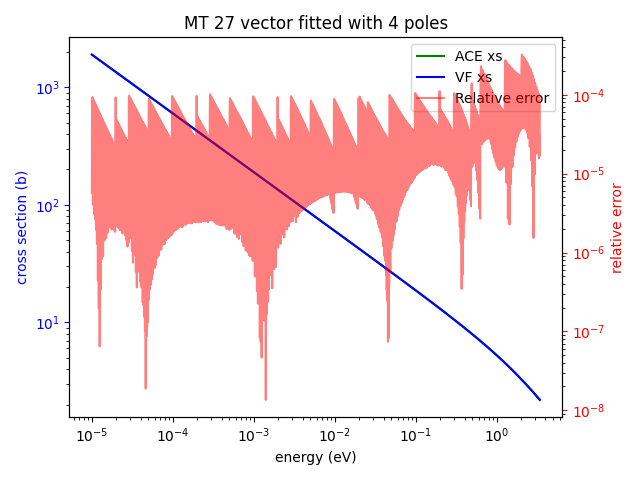 MT 27 vector fitted with 4 poles
ACE xs
VF xs
Relative error
10³
10²
10¹
cross section (b)
10⁻⁴
10⁻⁵
10⁻⁶
10⁻⁷
10⁻⁸
relative error
10⁻⁵ 10⁻⁴ 10⁻³ 10⁻² 10⁻¹ 10⁰
energy (eV)